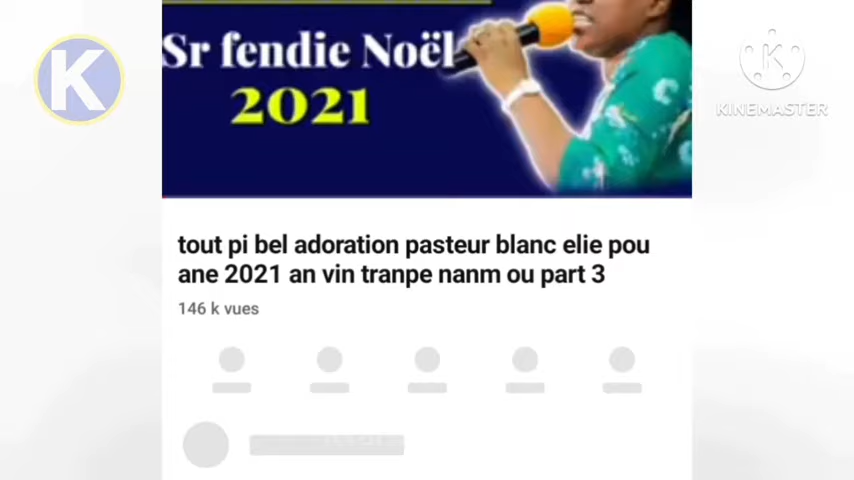 K
K
KINEMASTER
Sr fendie Noël
2021
tout pi bel adoration pasteur blanc elie pou
ane 2021 an vin tranpe nanm ou part 3
146 k vues